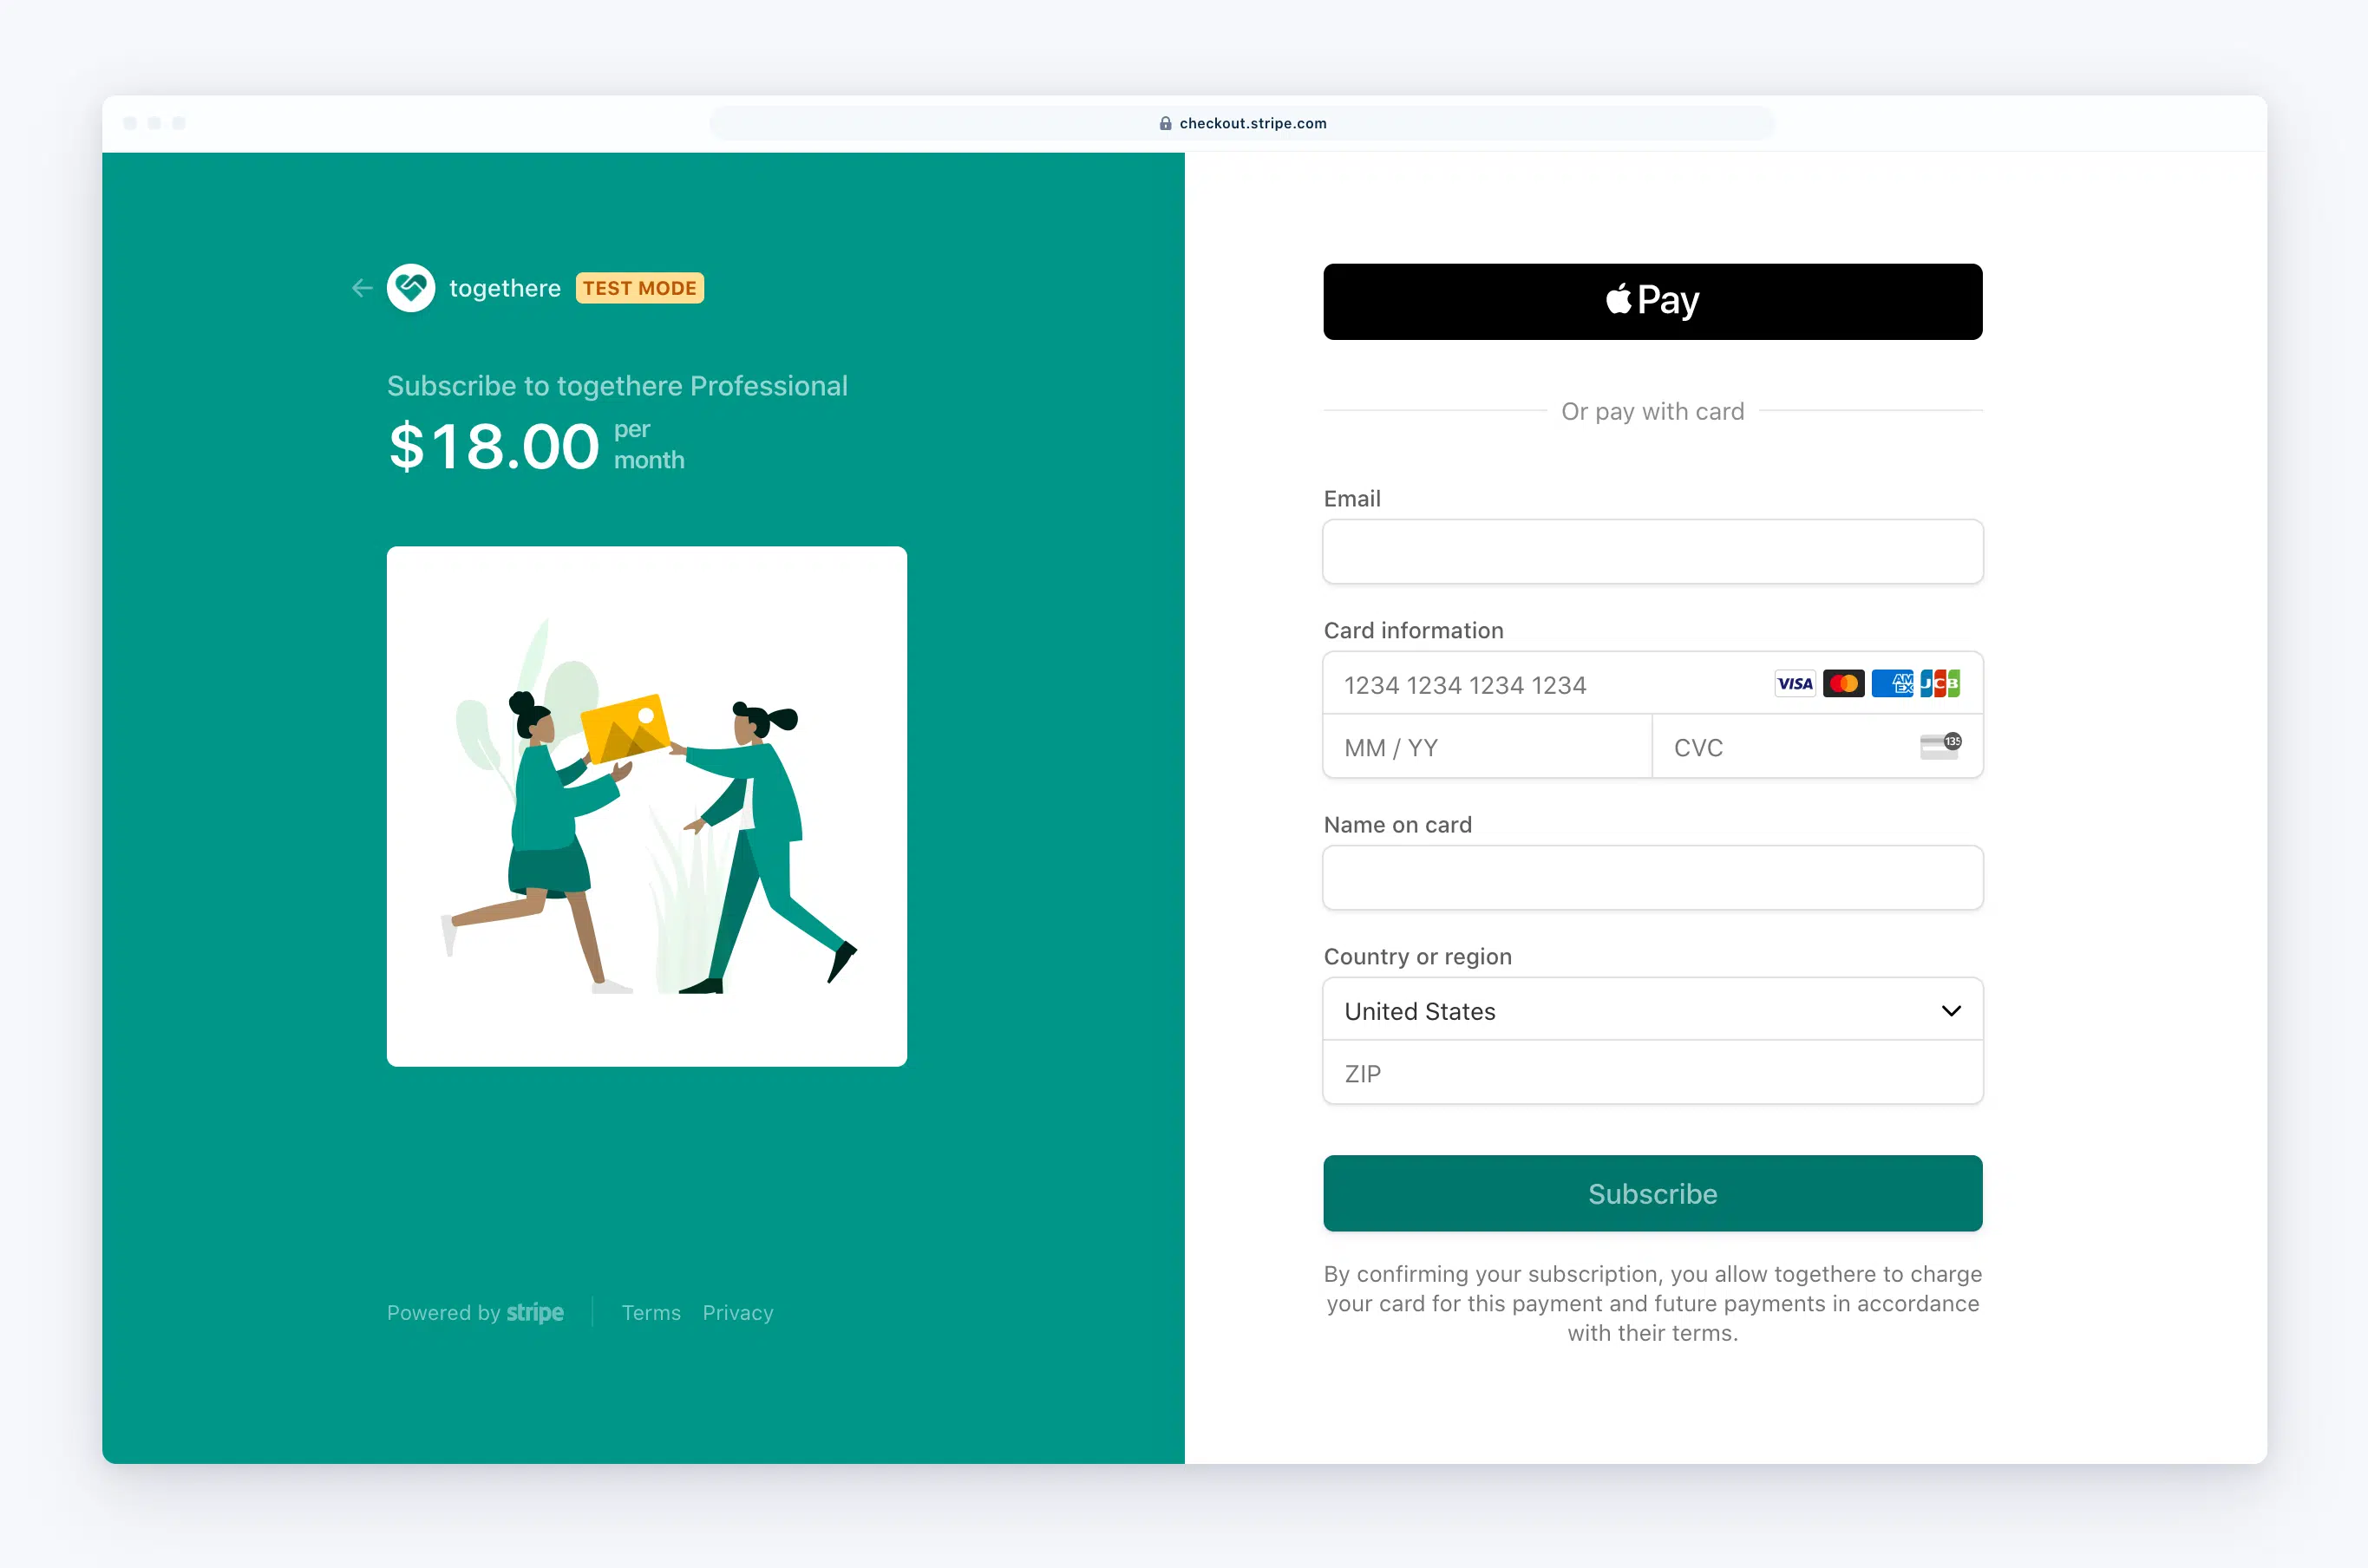 checkout.stripe.com
togethere TEST MODE
Subscribe to togethere Professional
$18.00 per
month
Powered by stripe Terms Privacy
Pay
Or pay with card
Email
Card information
1234 1234 1234 1234 VISA AMEX JCB
MM / YY CVC 135
Name on card
Country or region
United States
ZIP
Subscribe
By confirming your subscription, you allow togethere to charge
your card for this payment and future payments in accordance
with their terms.